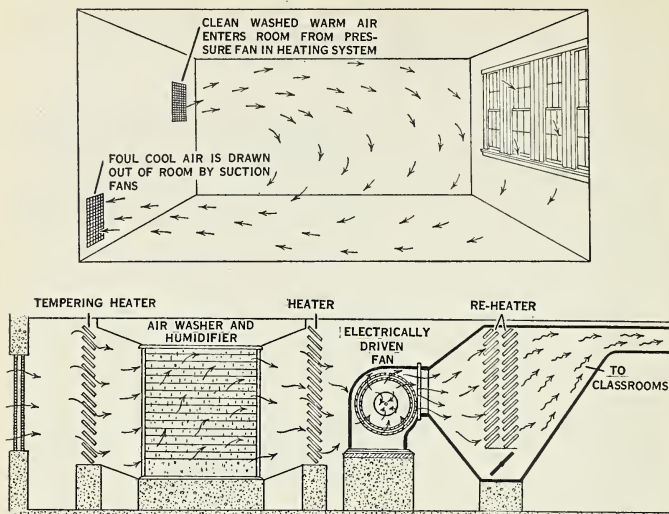 CLEAN WASHED WARM AIR
ENTERS ROOM FROM PRES-
SURE FAN IN HEATING SYSTEM
FOUL COOL AIR IS DRAWN
OUT OF ROOM BY SUCTION
FANS
TEMPERING HEATER
AIR WASHER AND
HUMIDIFIER
HEATER
ELECTRICALLY
DRIVEN
FAN
RE-HEATER
TO
CLASSROOMS